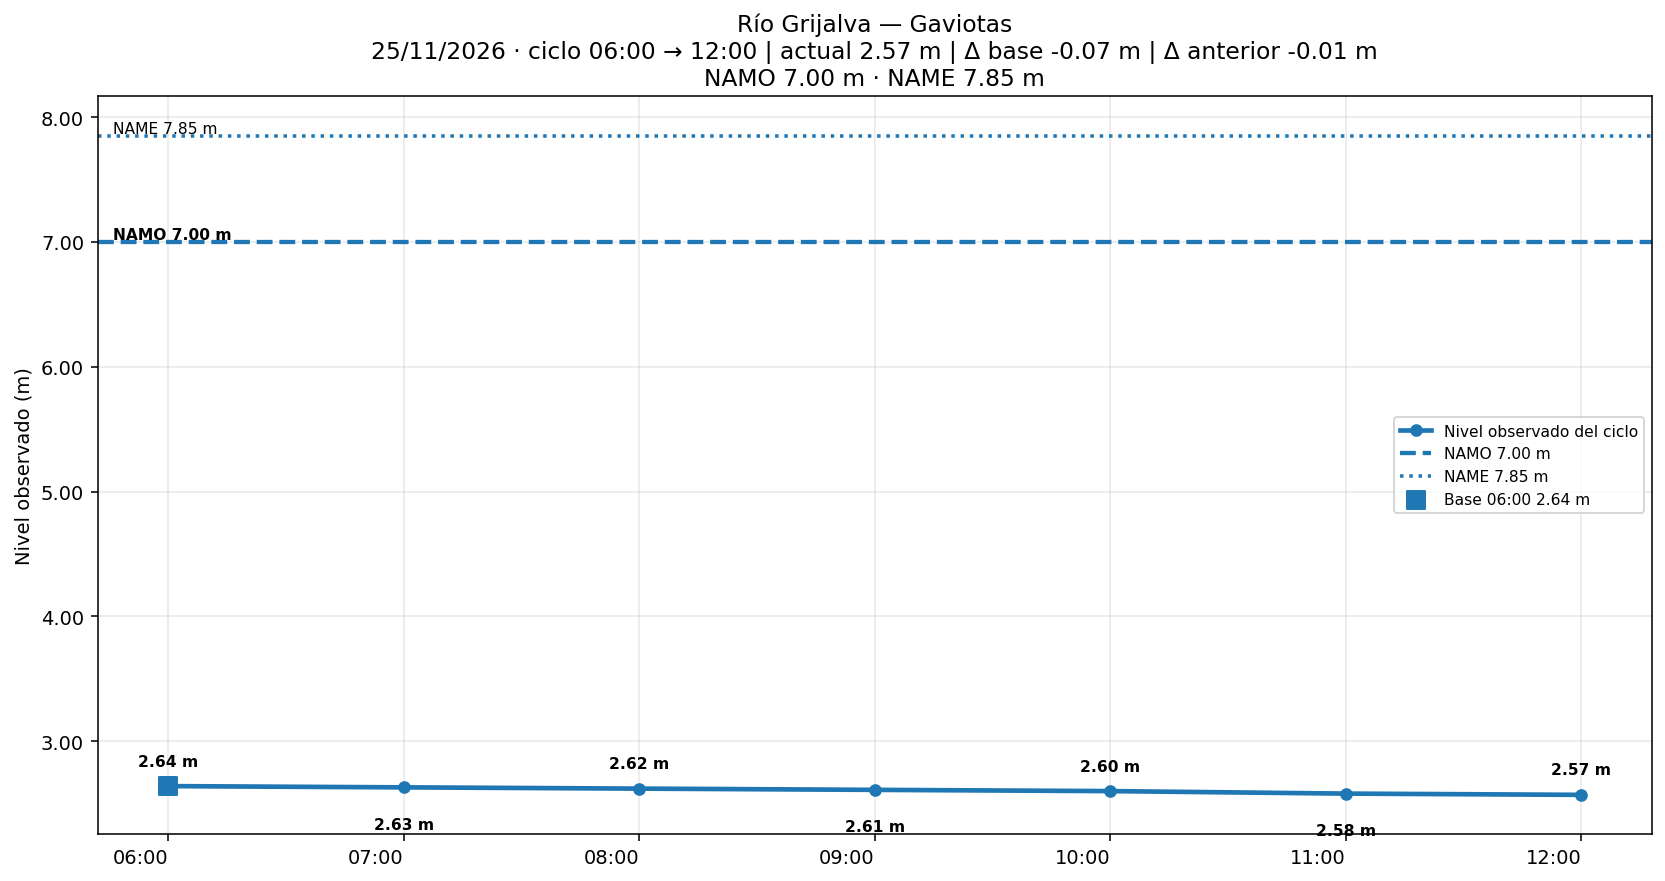 Río Grijalva — Gaviotas
25/11/2026 · ciclo 06:00 → 12:00 | actual 2.57 m | Δ base -0.07 m | Δ anterior -0.01 m
NAMO 7.00 m · NAME 7.85 m
8.00
NAME 7.85 m
NAMO 7.00 m
7.00
6.00
Nivel observado (m)
Nivel observado del ciclo
NAMO 7.00 m
NAME 7.85 m
Base 06:00 2.64 m
5.00
4.00
3.00
2.64 m
2.62 m
2.60 m
2.57 m
2.63 m
2.61 m
2.58 m
06:00
07:00
08:00
09:00
10:00
11:00
12:00